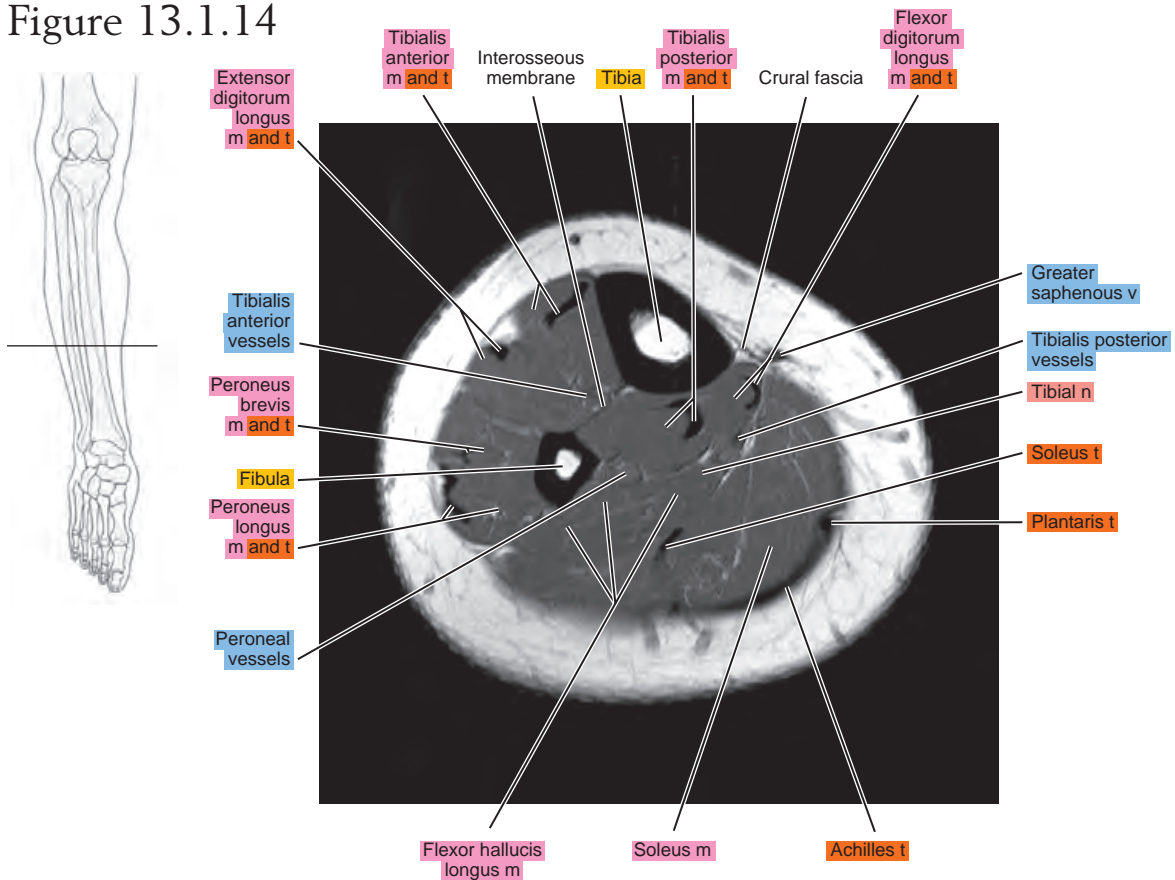 Figure 13.1.14
Extensor
digitorum
longus
m and t
Tibialis
anterior
m and t
Interosseous
membrane
Tibia
Tibialis
posterior
m and t
Crural fascia
Flexor
digitorum
longus
m and t
Tibialis
anterior
vessels
Peroneus
brevis
m and t
Fibula
Peroneus
longus
m and t
Peroneal
vessels
Greater
saphenous v
Tibialis posterior
vessels
Tibial n
Soleus t
Plantaris t
Flexor hallucis
longus m
Soleus m
Achilles t